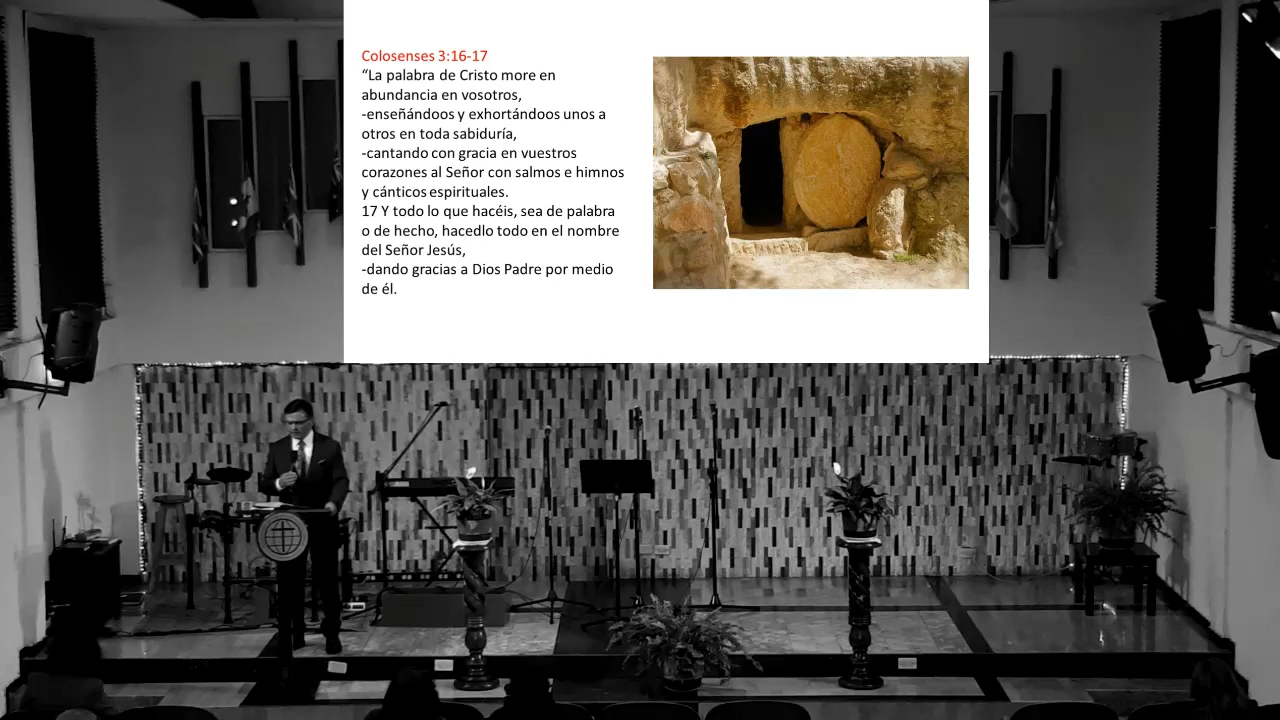 Colosenses 3:16-17
“La palabra de Cristo more en
abundancia en vosotros,
-enseñándoos y exhortándoos unos a
otros en toda sabiduría,
-cantando con gracia en vuestros
corazones al Señor con salmos e himnos
y cánticos espirituales.
17 Y todo lo que hacéis, sea de palabra
o de hecho, hacedlo todo en el nombre
del Señor Jesús,
-dando gracias a Dios Padre por medio
de él.